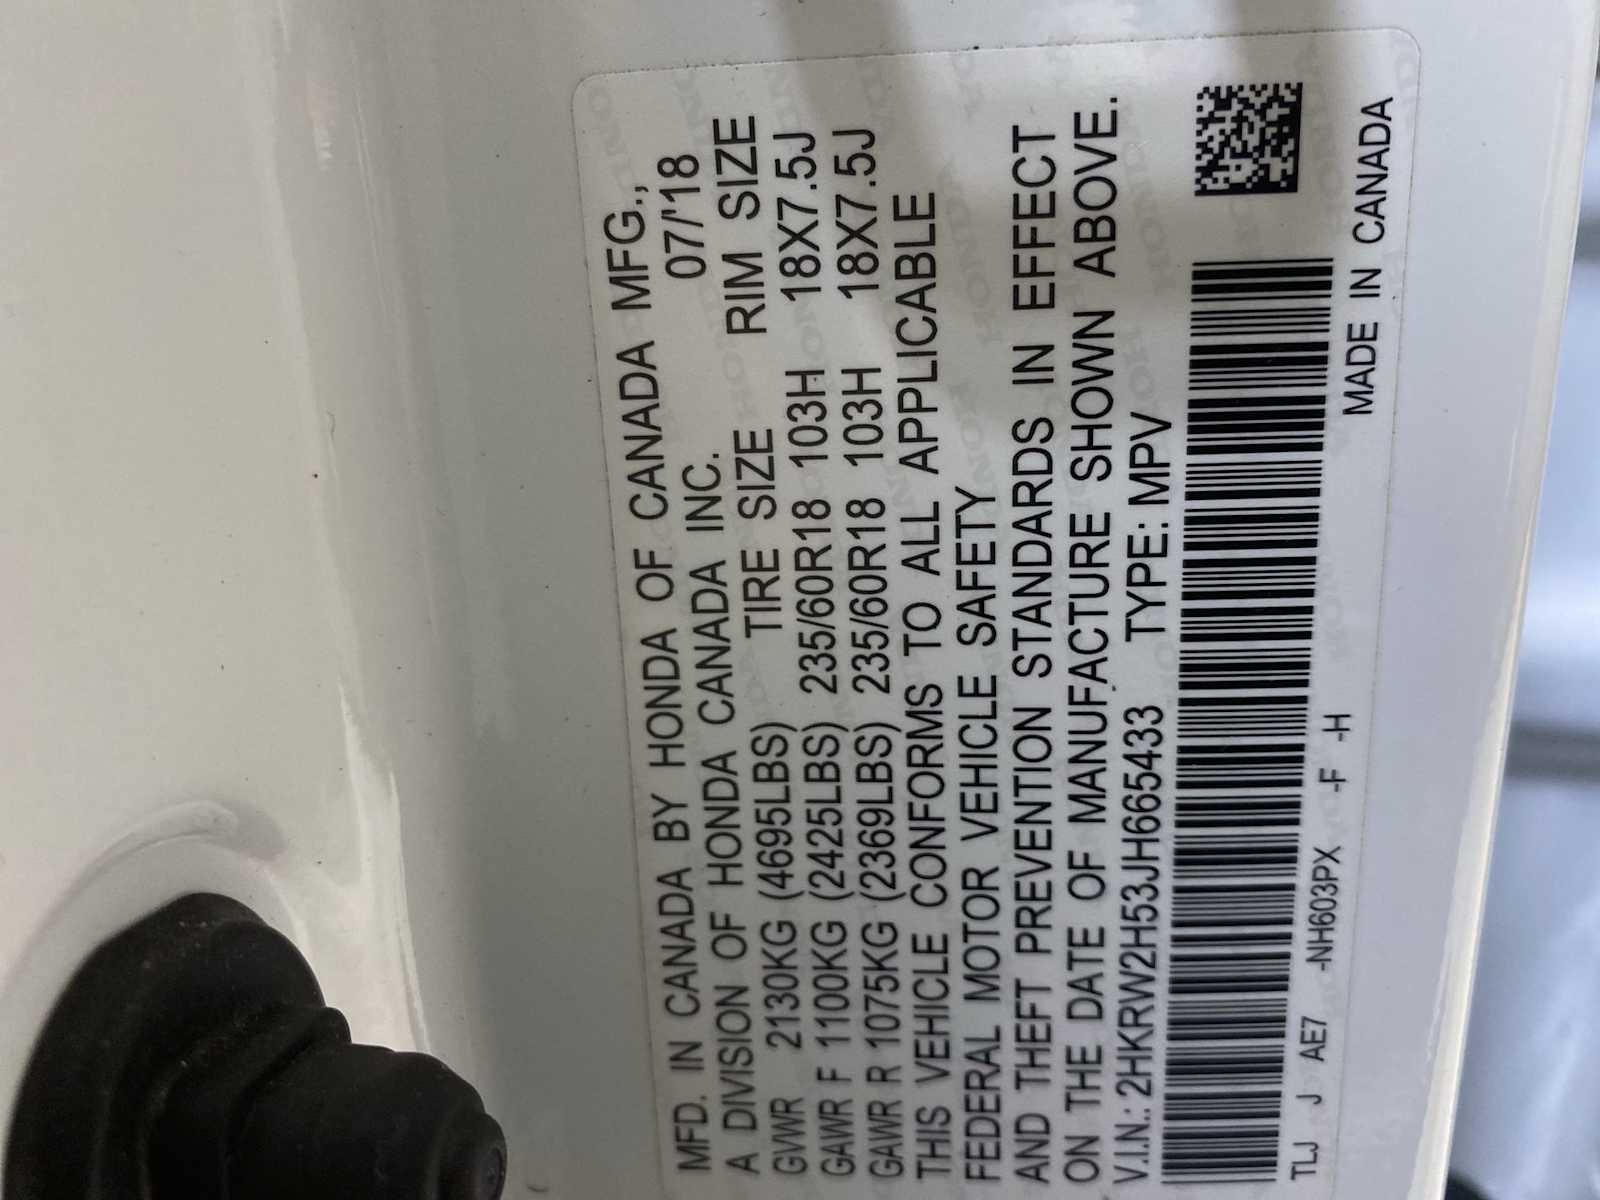 MFD. IN CANADA BY HONDA OF CANADA MFG.,
A DIVISION OF HONDA CANADA INC. 07/'18
TIRE SIZE RIM SIZE
GVWR 2130KG (4695LBS)
GAWR F 1100KG (2425LBS) 235/60R18 103H 18X7.5J
GAWR R 1075KG (2369LBS) 235/60R18 103H 18X7.5J
THIS VEHICLE CONFORMS TO ALL APPLICABLE
FEDERAL MOTOR VEHICLE SAFETY
AND THEFT PREVENTION STANDARDS IN EFFECT
ON THE DATE OF MANUFACTURE SHOWN ABOVE.
V.I.N.: 2HKRW2H53JH665433 TYPE: MPV
TLJ J AE7 -NH603PX -F -H MADE IN CANADA